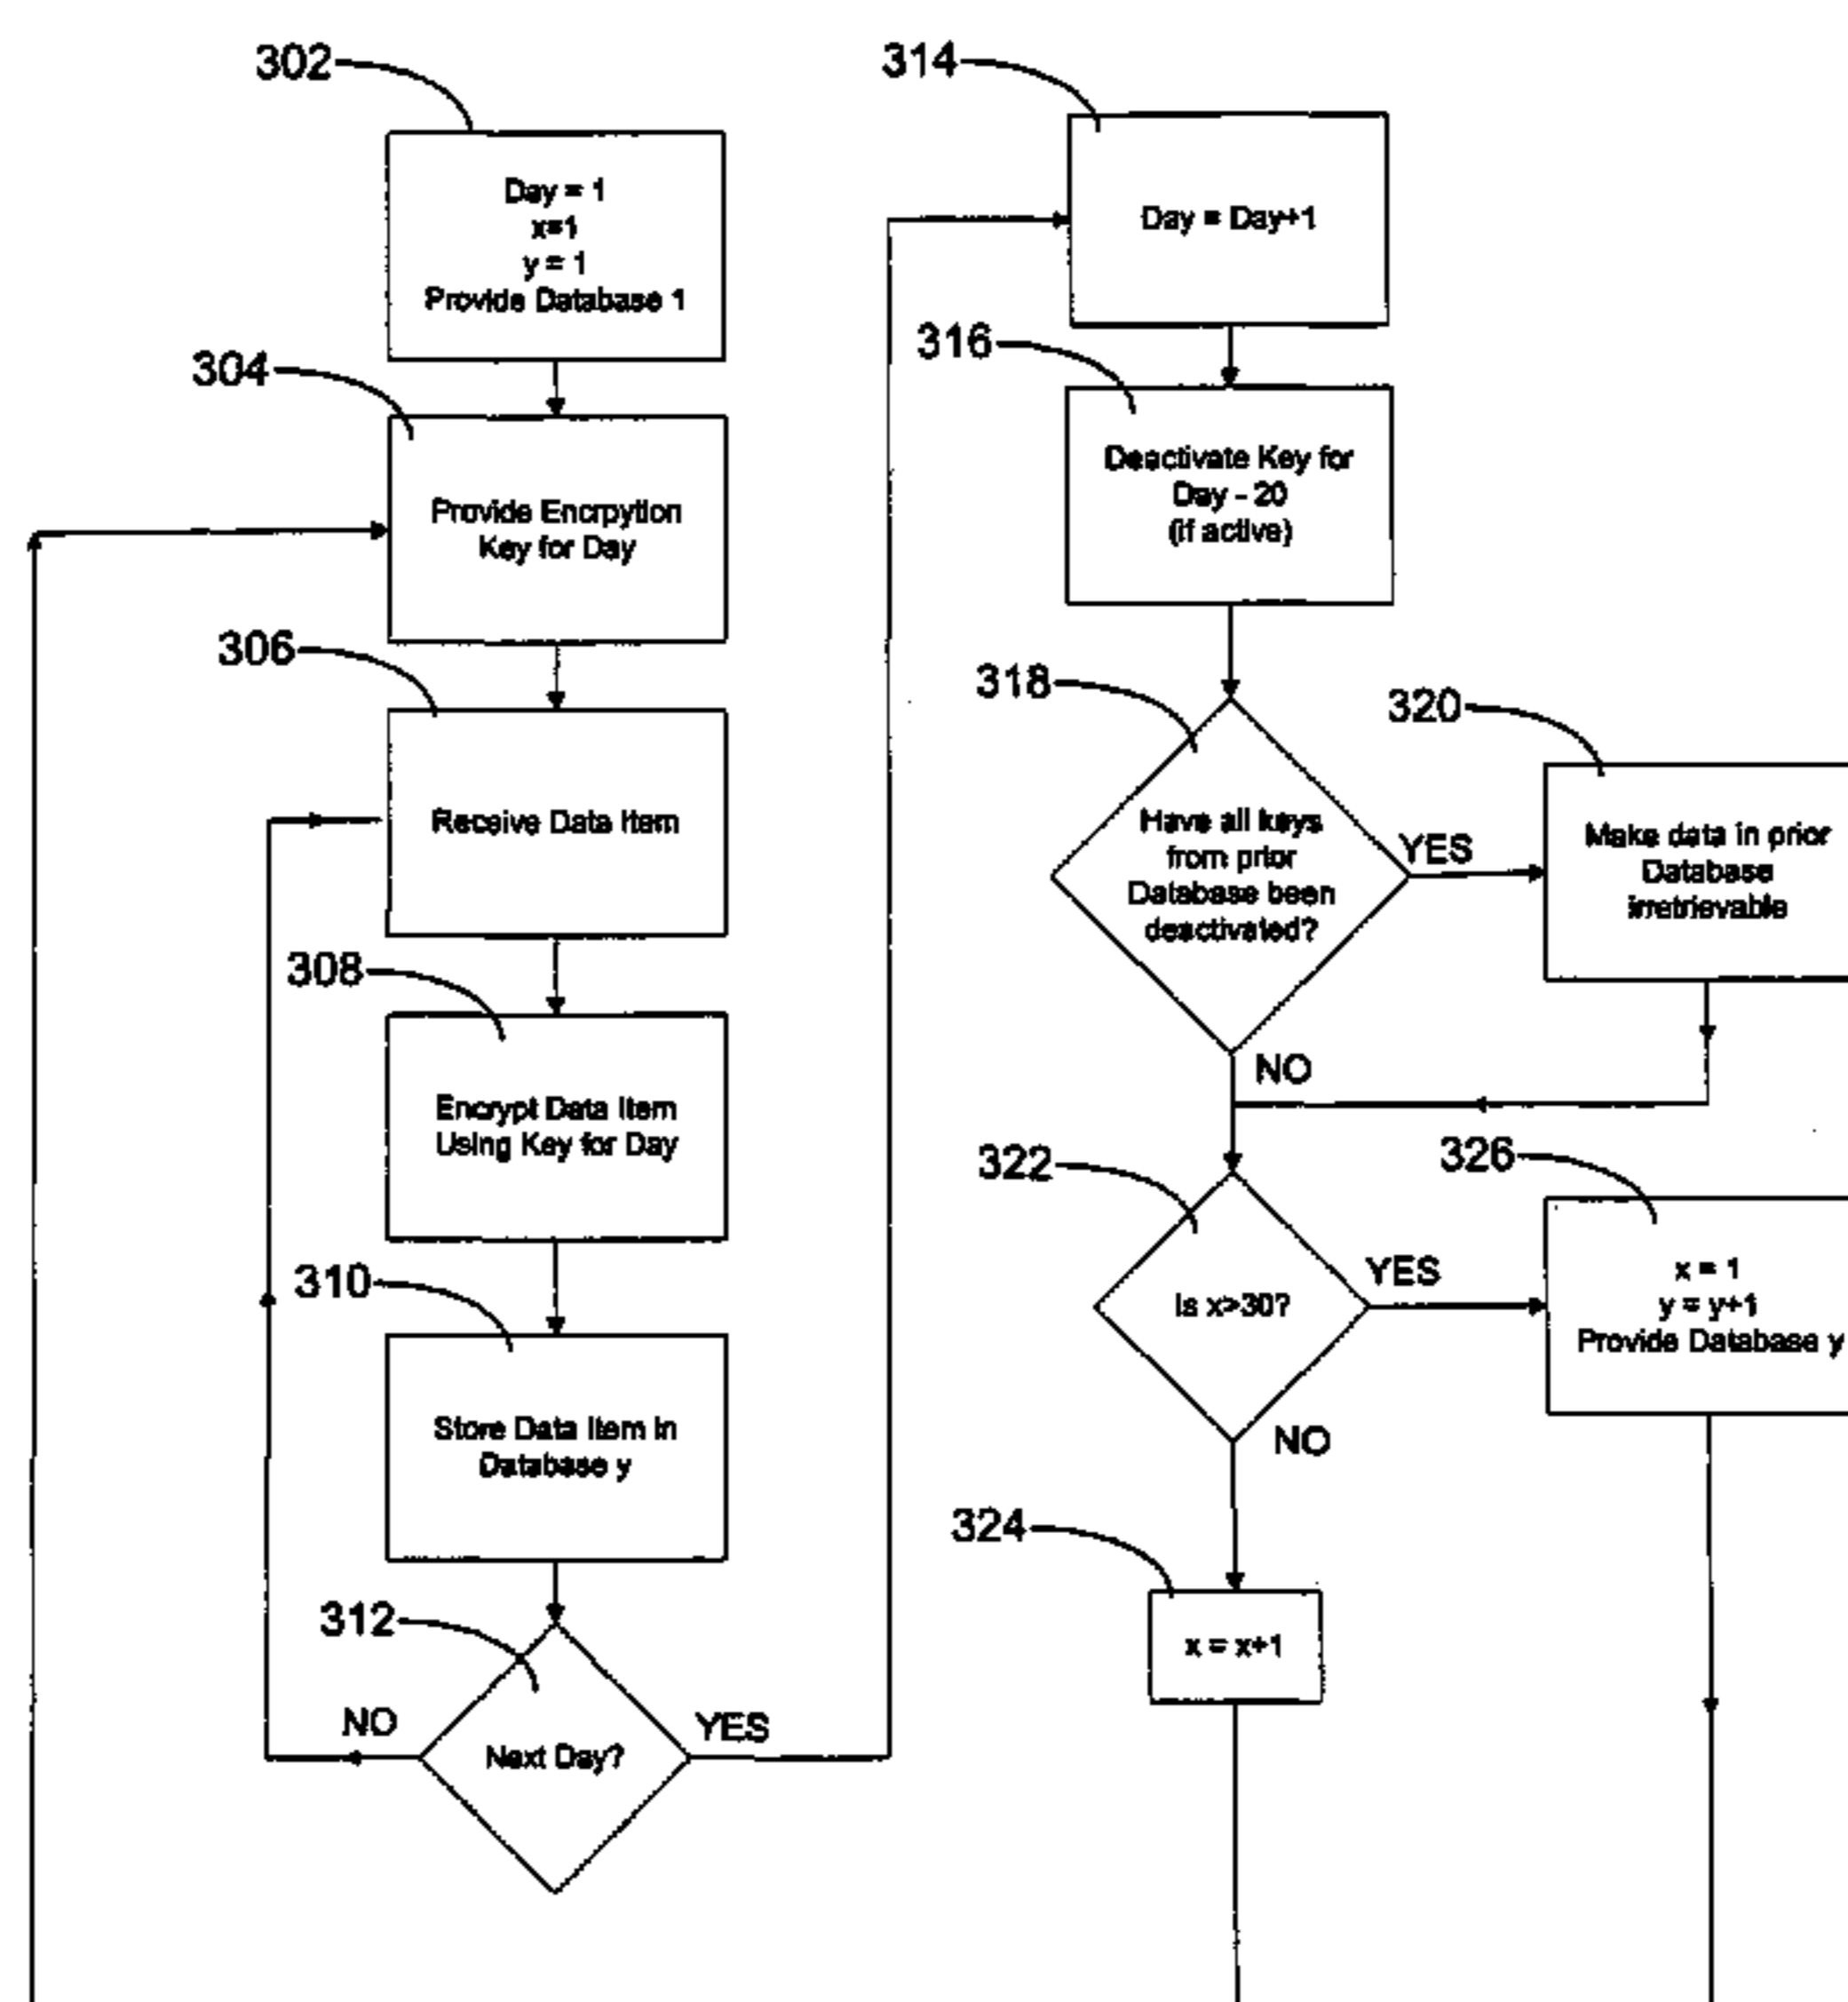 302
Day = 1
x=1
y = 1
Provide Database 1
304
Provide Encrpytion
Key for Day
306
Receive Data Item
308
Encrypt Data Item
Using Key for Day
310
Store Data Item in
Database y
312
Next Day?
NO
YES
314
Day = Day+1
316
Deactivate Key for
Day - 20
(if active)
318
Have all keys
from prior
Database been
deactivated?
YES
NO
320
Make data in prior
Database
irretrievable
322
Is x>30?
YES
NO
326
x = 1
y = y+1
Provide Database y
324
x = x+1